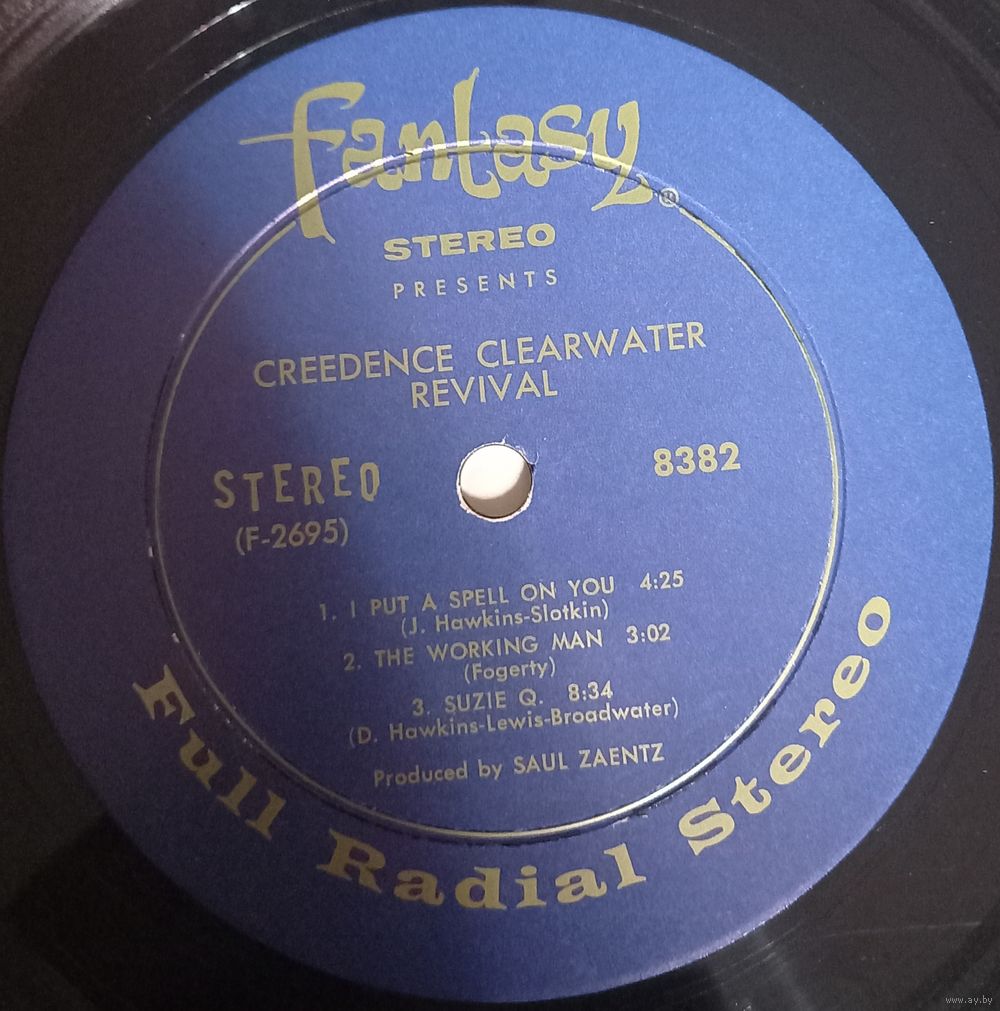 fantasy®
STEREO
PRESENTS
CREEDENCE CLEARWATER
REVIVAL
STEREO
8382
(F-2695)
1. I PUT A SPELL ON YOU 4:25
(J. Hawkins-Slotkin)
2. THE WORKING MAN 3:02
(Fogerty)
3. SUZIE Q. 8:34
(D. Hawkins-Lewis-Broadwater)
Produced by SAUL ZAENTZ
Full Radial Stereo
www.ay.by